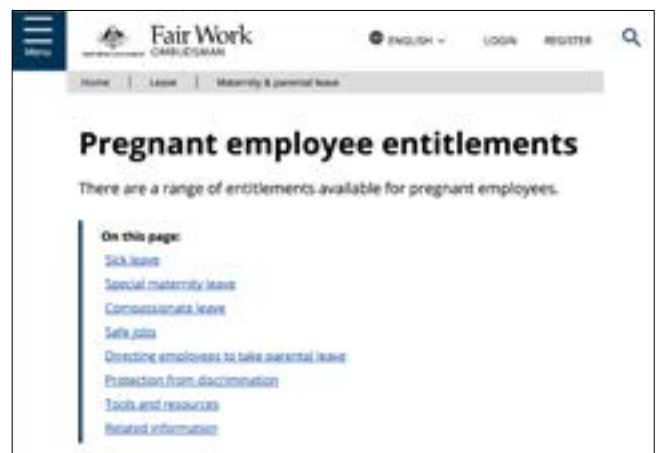 Menu
Fair Work
OMBUDSMAN
ENGLISH
LOGIN
REGISTER
Home | Leave | Maternity & parental leave
Pregnant employee entitlements
There are a range of entitlements available for pregnant employees.
On this page:
Sick leave
Special maternity leave
Compassionate leave
Safe jobs
Directing employees to take parental leave
Protection from discrimination
Tools and resources
Related information